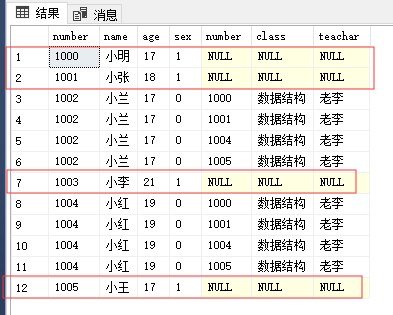 结果 消息
number name age sex number class teachar
1 1000 小明 17 1 NULL NULL NULL
2 1001 小张 18 1 NULL NULL NULL
3 1002 小兰 17 0 1000 数据结构 老李
4 1002 小兰 17 0 1001 数据结构 老李
5 1002 小兰 17 0 1004 数据结构 老李
6 1002 小兰 17 0 1005 数据结构 老李
7 1003 小李 21 1 NULL NULL NULL
8 1004 小红 19 0 1000 数据结构 老李
9 1004 小红 19 0 1001 数据结构 老李
10 1004 小红 19 0 1004 数据结构 老李
11 1004 小红 19 0 1005 数据结构 老李
12 1005 小王 17 1 NULL NULL NULL